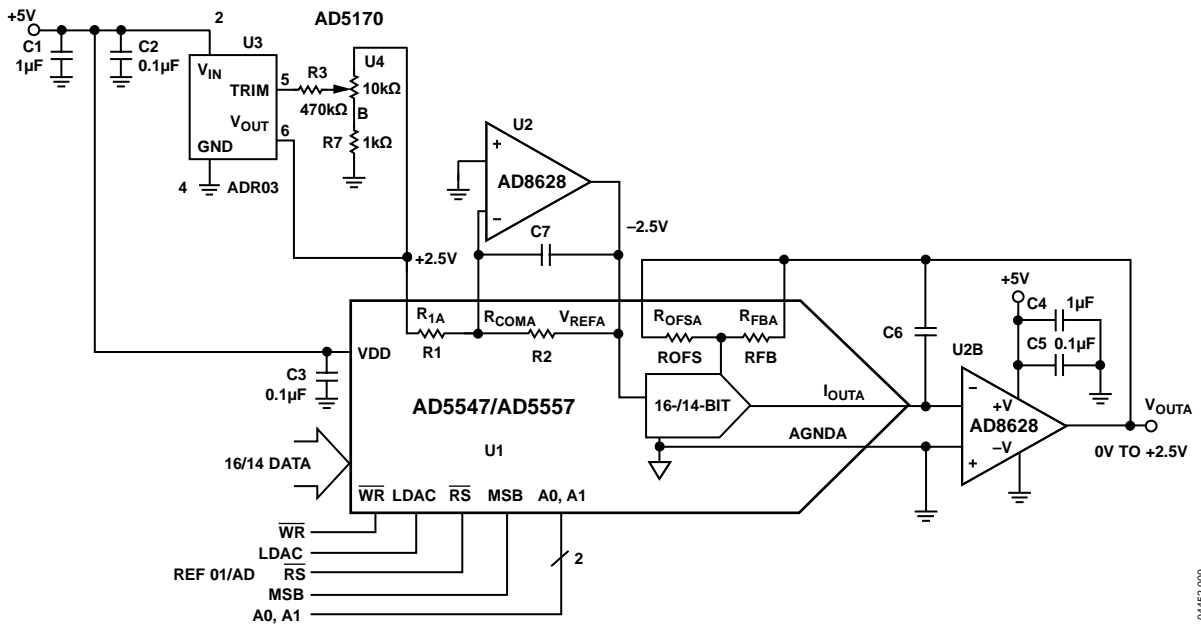 +5V
2
AD5170
C1
1µF
C2
0.1µF
U3
VIN
TRIM
5
R3
470kΩ
U4
10kΩ
B
VOUT
6
R7
1kΩ
GND
4
ADR03
U2
+
AD8628
−
C7
−2.5V
+2.5V
R1A
RCOMA
VREFA
R1
R2
ROFSA
RFBA
ROFS
RFB
C6
+5V
C4
1µF
C5
0.1µF
U2B
VDD
C3
0.1µF
AD5547/AD5557
U1
16-/14-BIT
IOUTA
AGNDA
−
+V
AD8628
−V
+
VOUTA
0V TO +2.5V
16/14 DATA
WR LDAC RS MSB A0, A1
WR
LDAC
REF 01/AD RS
MSB
A0, A1
2
04452-009